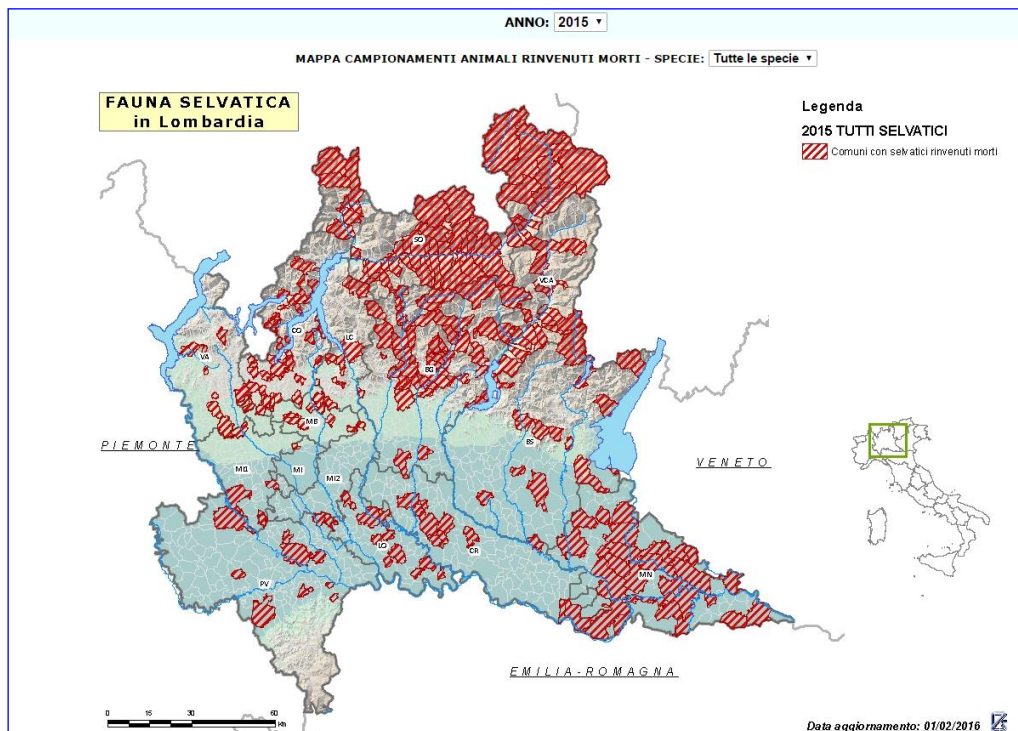 ANNO: 2015
MAPPA CAMPIONAMENTI ANIMALI RINVENUTI MORTI - SPECIE: Tutte le specie
FAUNA SELVATICA
in Lombardia
Legenda
2015 TUTTI SELVATICI
Comuni con selvatici rinvenuti morti
SO
VCA
CO
LC
VA
BG
MB
PIEMONTE
BS
VENETO
MI1
MI
MI2
LO
CR
MN
PV
EMILIA-ROMAGNA
0 15 30 60
Km
Data aggiornamento: 01/02/2016